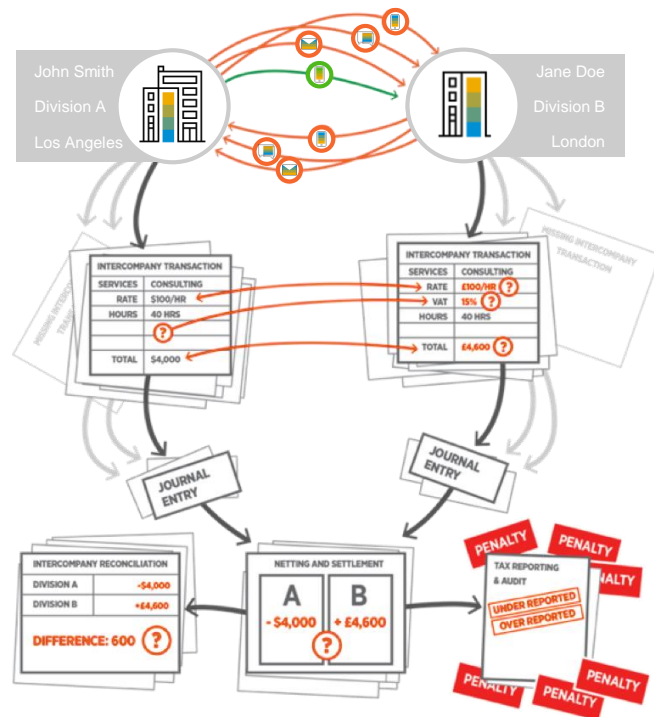 John Smith
Division A
Los Angeles
Jane Doe
Division B
London
MISSING INTERCOMPANY
TRANSACTION
INTERCOMPANY TRANSACTION
SERVICES CONSULTING
RATE $100/HR
HOURS 40 HRS
?
TOTAL $4,000
INTERCOMPANY TRANSACTION
SERVICES CONSULTING
RATE £100/HR ?
VAT 15% ?
HOURS 40 HRS
TOTAL £4,600 ?
MISSING INTERCOMPANY
TRANSACTION
JOURNAL
ENTRY
JOURNAL
ENTRY
INTERCOMPANY RECONCILIATION
DIVISION A -$4,000
DIVISION B +£4,600
DIFFERENCE: 600 ?
NETTING AND SETTLEMENT
A B
- $4,000 + £4,600
?
PENALTY
PENALTY
PENALTY
TAX REPORTING
& AUDIT
UNDER REPORTED
OVER REPORTED
PENALTY
PENALTY
PENALTY